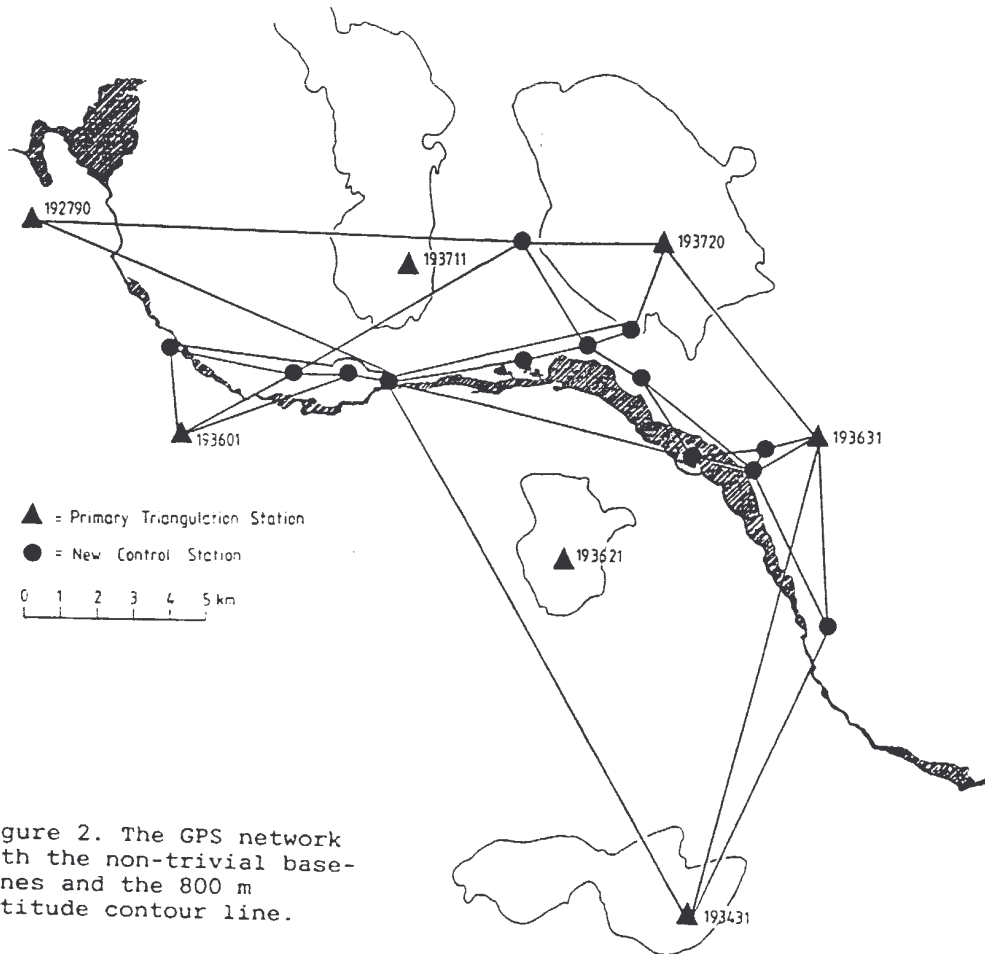 192790
193711
193720
193601
193631
▲ = Primary Triangulation Station
● = New Control Station
193621
0 1 2 3 4 5 km
gure 2. The GPS network
th the non-trivial base-
nes and the 800 m
titude contour line.
193431